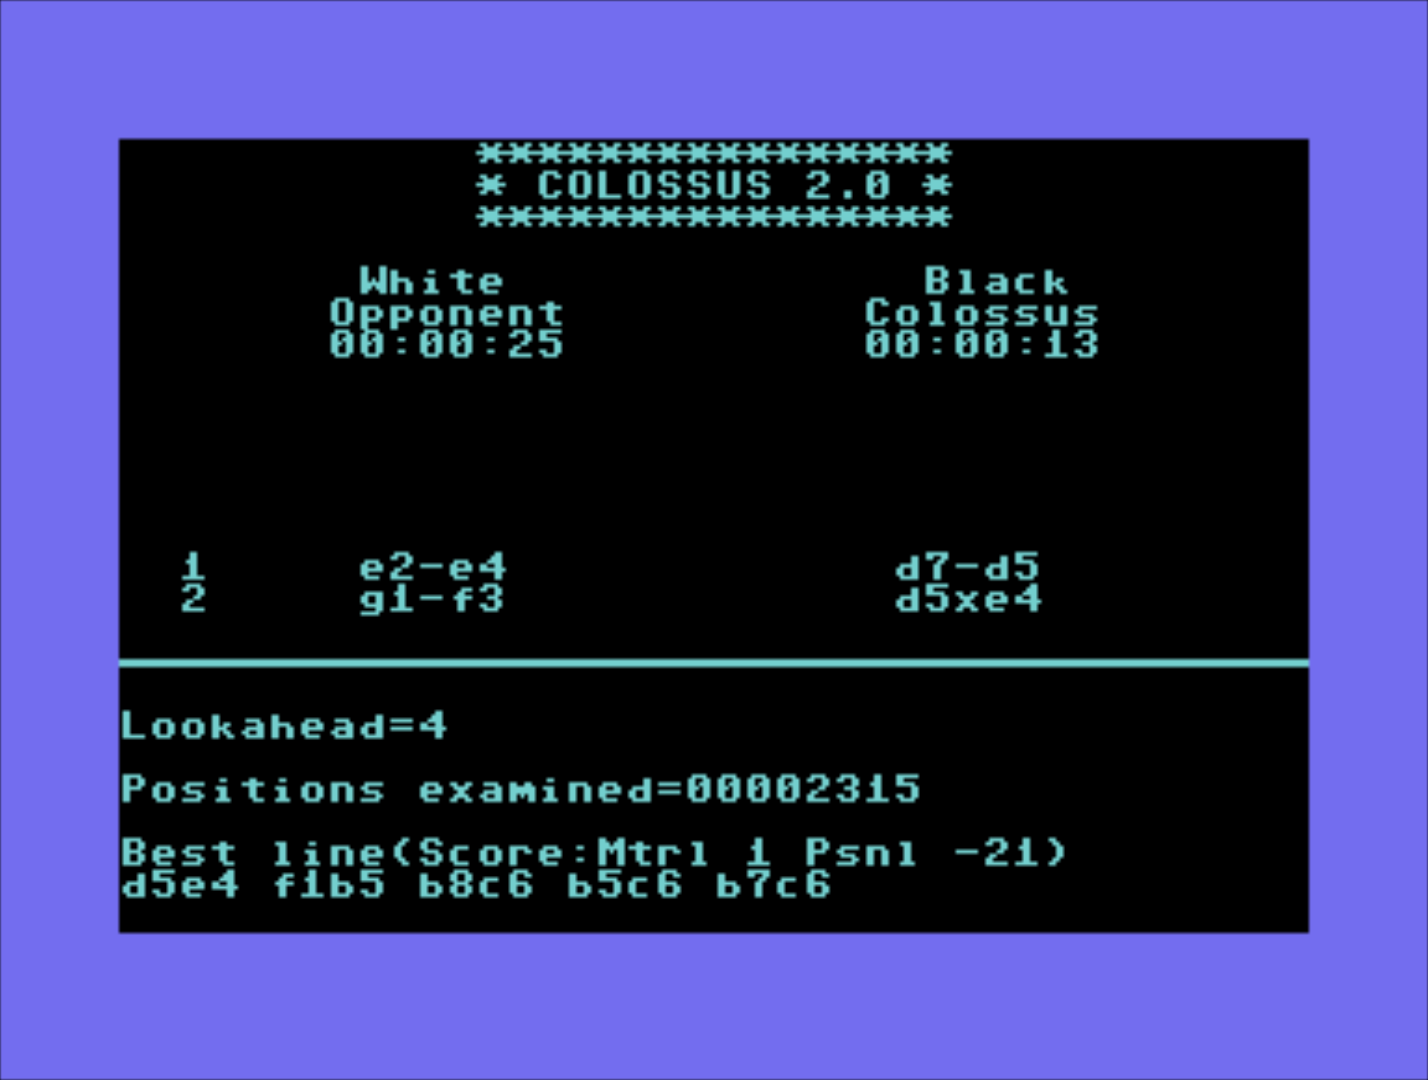 ****************
* COLOSSUS 2.0 *
****************
White Black
Opponent Colossus
00:00:25 00:00:13
1 e2-e4 d7-d5
2 g1-f3 d5xe4
Lookahead=4
Positions examined=00002315
Best line(Score:Mtrl 1 Psnl -21)
d5e4 f1b5 b8c6 b5c6 b7c6